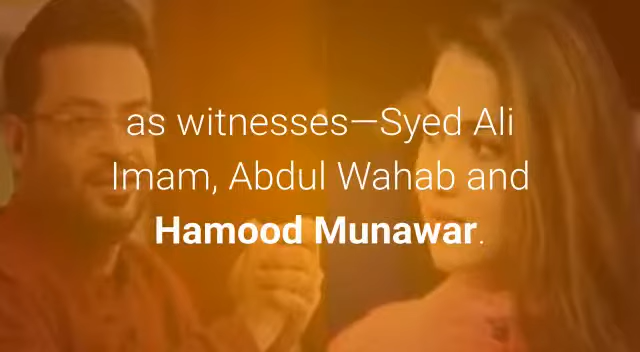 as witnesses—Syed Ali
Imam, Abdul Wahab and
Hamood Munawar.